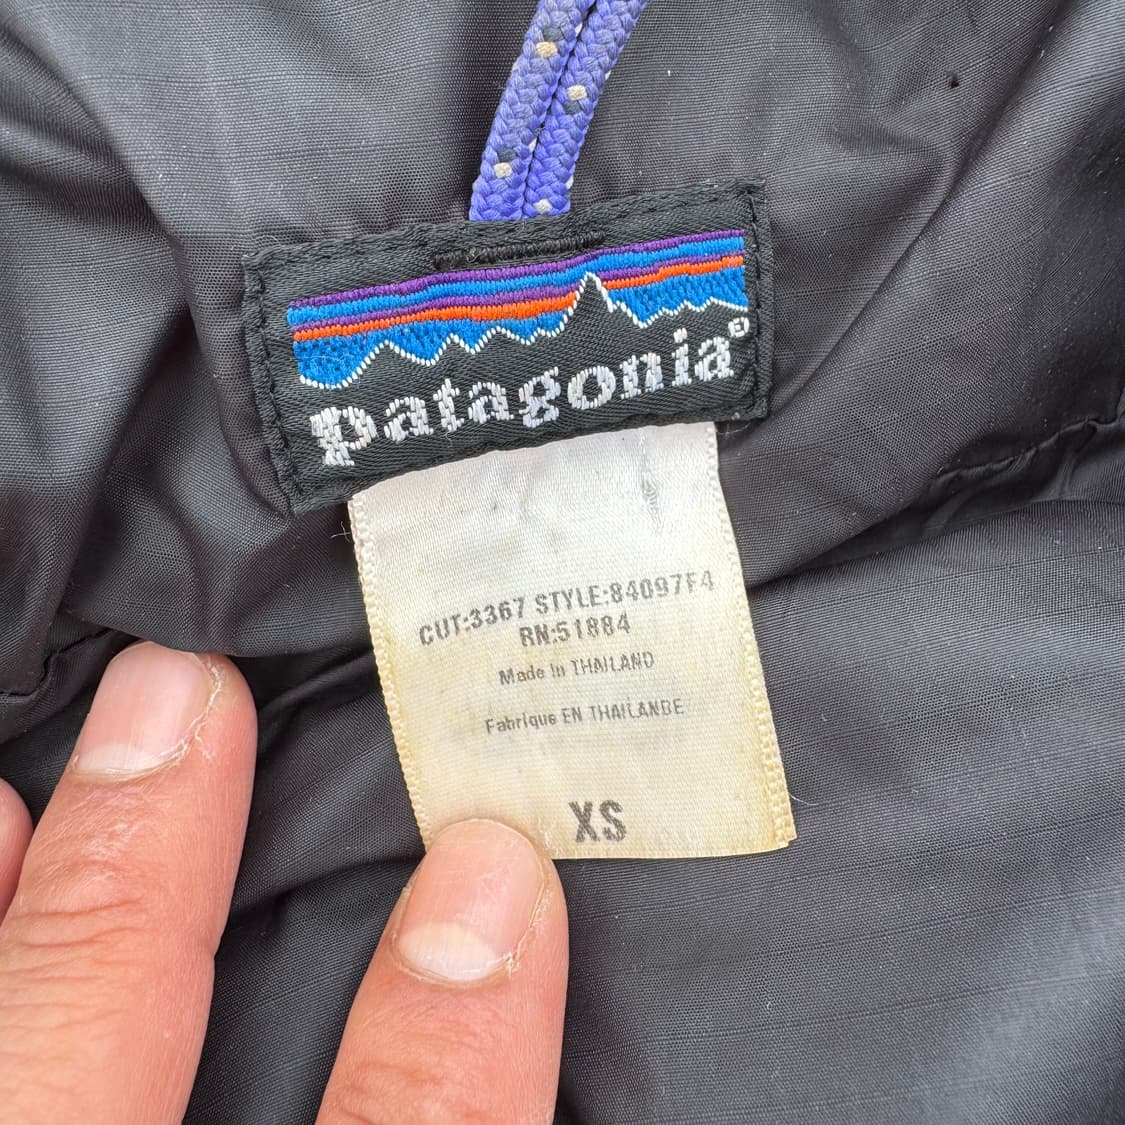 patagonia®
CUT:3367 STYLE:84097F4
RN:51884
Made in THAILAND
Fabrique EN THAILANDE
XS